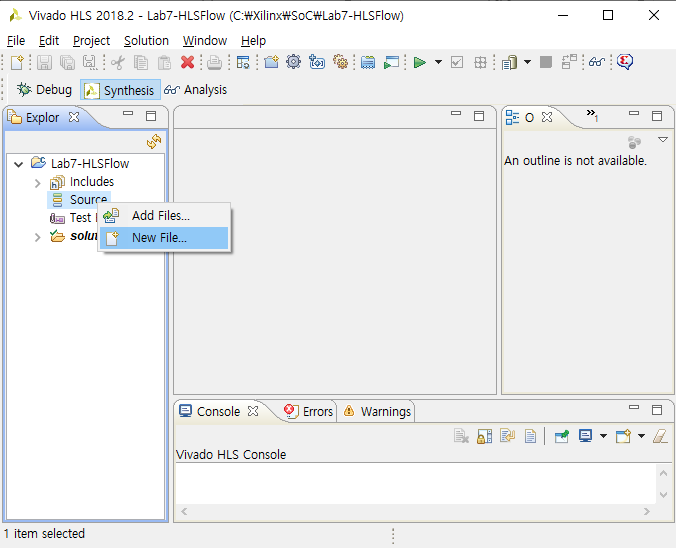 Vivado HLS 2018.2 - Lab7-HLSFlow (C:₩Xilinx₩SoC₩Lab7-HLSFlow)
File Edit Project Solution Window Help
Debug Synthesis Analysis
Explor
O
»1
Lab7-HLSFlow
An outline is not available.
Includes
Source
Test
solut
Add Files...
New File...
Console Errors Warnings
Vivado HLS Console
1 item selected